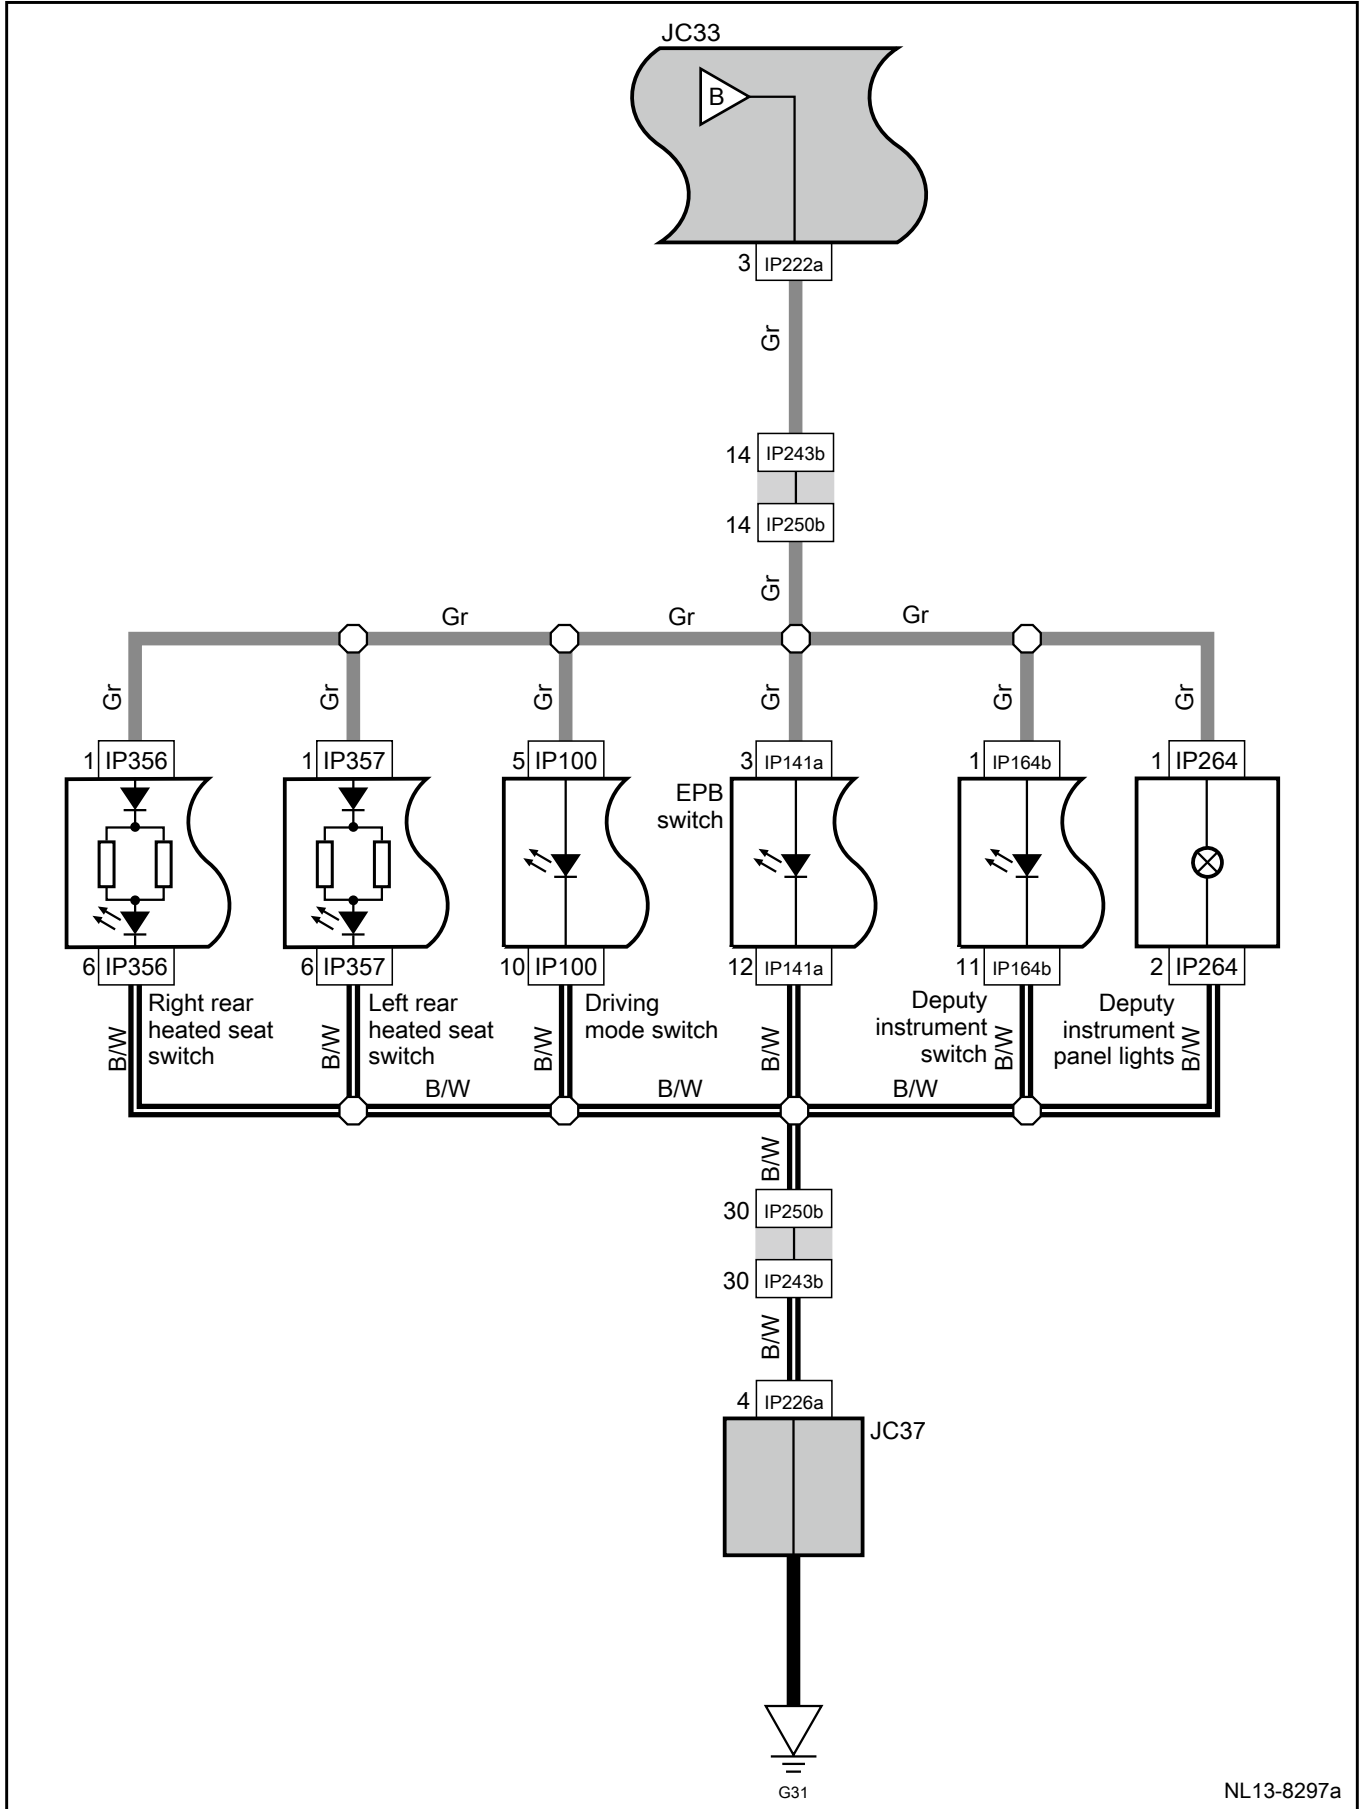 JC33
B
3 IP222a
Gr
14 IP243b
14 IP250b
Gr
Gr Gr Gr
Gr Gr Gr Gr Gr Gr
1 IP356
1 IP357
5 IP100
3 IP141a
1 IP164b
1 IP264
EPB
switch
6 IP356
6 IP357
10 IP100
12 IP141a
11 IP164b
2 IP264
Right rear
heated seat
switch
Left rear
heated seat
switch
Driving
mode switch
Deputy
instrument
switch
Deputy
instrument
panel lights
B/W B/W B/W B/W B/W B/W
B/W B/W B/W
B/W
30 IP250b
30 IP243b
B/W
4 IP226a
JC37
G31
NL13-8297a